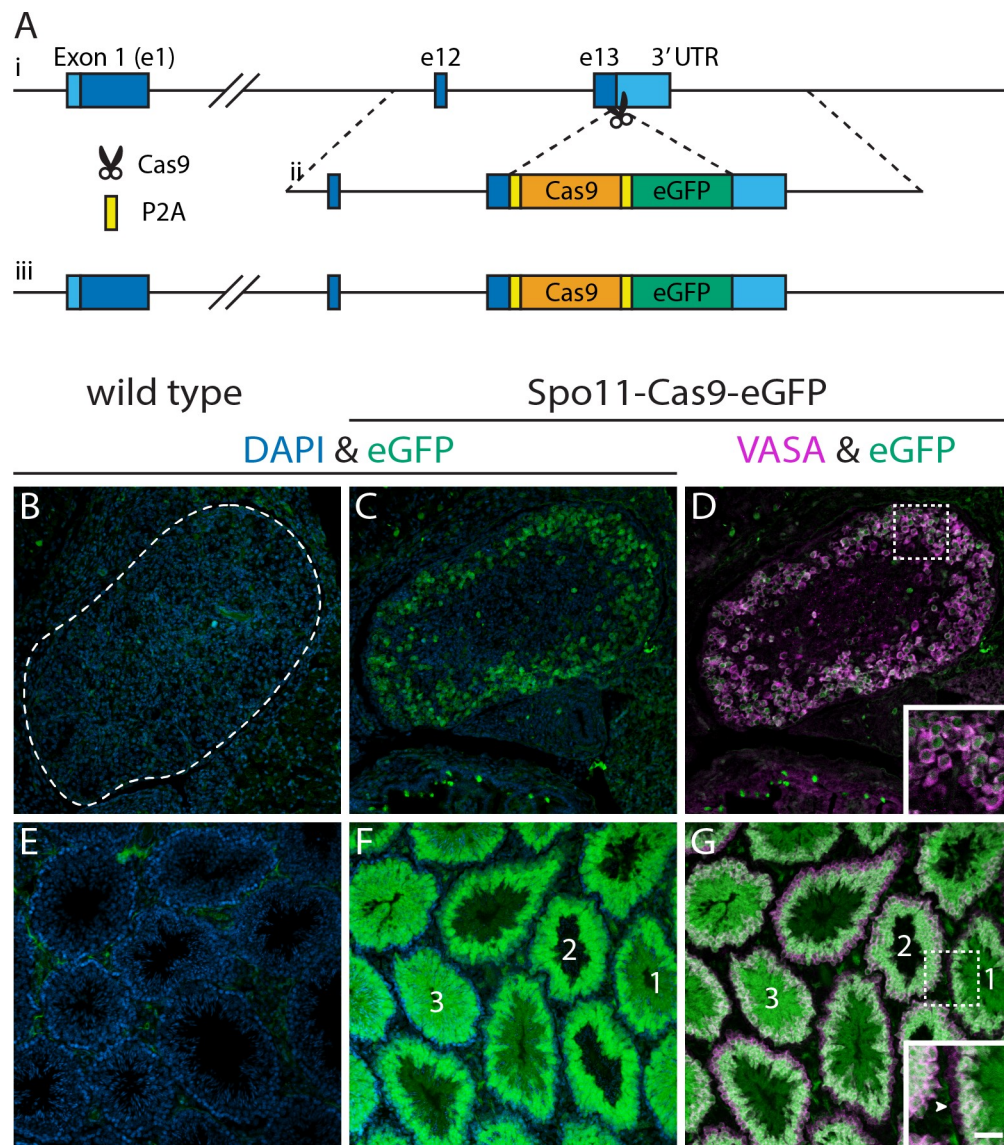 A
i
Exon 1 (e1)
e12
e13
3' UTR
Cas9
P2A
ii
Cas9
eGFP
iii
Cas9
eGFP
wild type
Spo11-Cas9-eGFP
DAPI & eGFP
VASA & eGFP
B
C
D
E
F
2
1
3
G
2
1
3